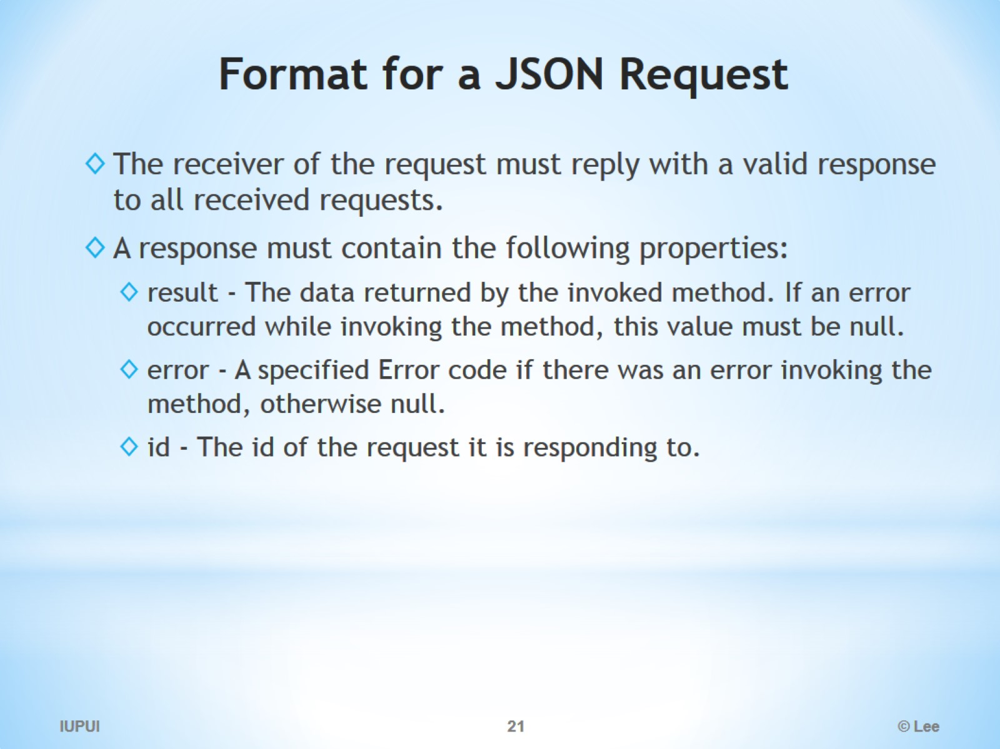 Format for a JSON Request
The receiver of the request must reply with a valid response
to all received requests.
A response must contain the following properties:
result - The data returned by the invoked method. If an error
occurred while invoking the method, this value must be null.
error - A specified Error code if there was an error invoking the
method, otherwise null.
id - The id of the request it is responding to.
IUPUI
21
© Lee